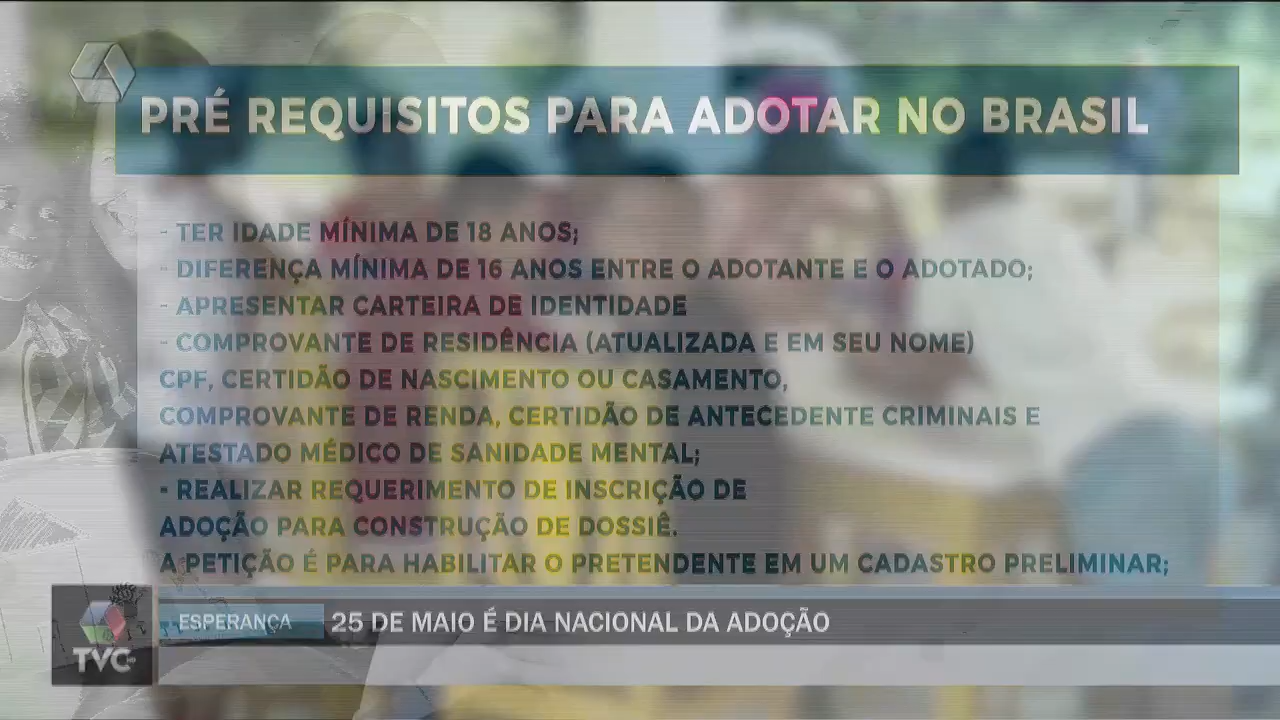 PRÉ REQUISITOS PARA ADOTAR NO BRASIL
- TER IDADE MÍNIMA DE 18 ANOS;
- DIFERENÇA MÍNIMA DE 16 ANOS ENTRE O ADOTANTE E O ADOTADO;
- APRESENTAR CARTEIRA DE IDENTIDADE
- COMPROVANTE DE RESIDÊNCIA (ATUALIZADA E EM SEU NOME)
CPF, CERTIDÃO DE NASCIMENTO OU CASAMENTO,
COMPROVANTE DE RENDA, CERTIDÃO DE ANTECEDENTE CRIMINAIS E
ATESTADO MÉDICO DE SANIDADE MENTAL;
- REALIZAR REQUERIMENTO DE INSCRIÇÃO DE
ADOÇÃO PARA CONSTRUÇÃO DE DOSSIÊ.
A PETIÇÃO É PARA HABILITAR O PRETENDENTE EM UM CADASTRO PRELIMINAR;
ESPERANÇA 25 DE MAIO É DIA NACIONAL DA ADOÇÃO
TVC